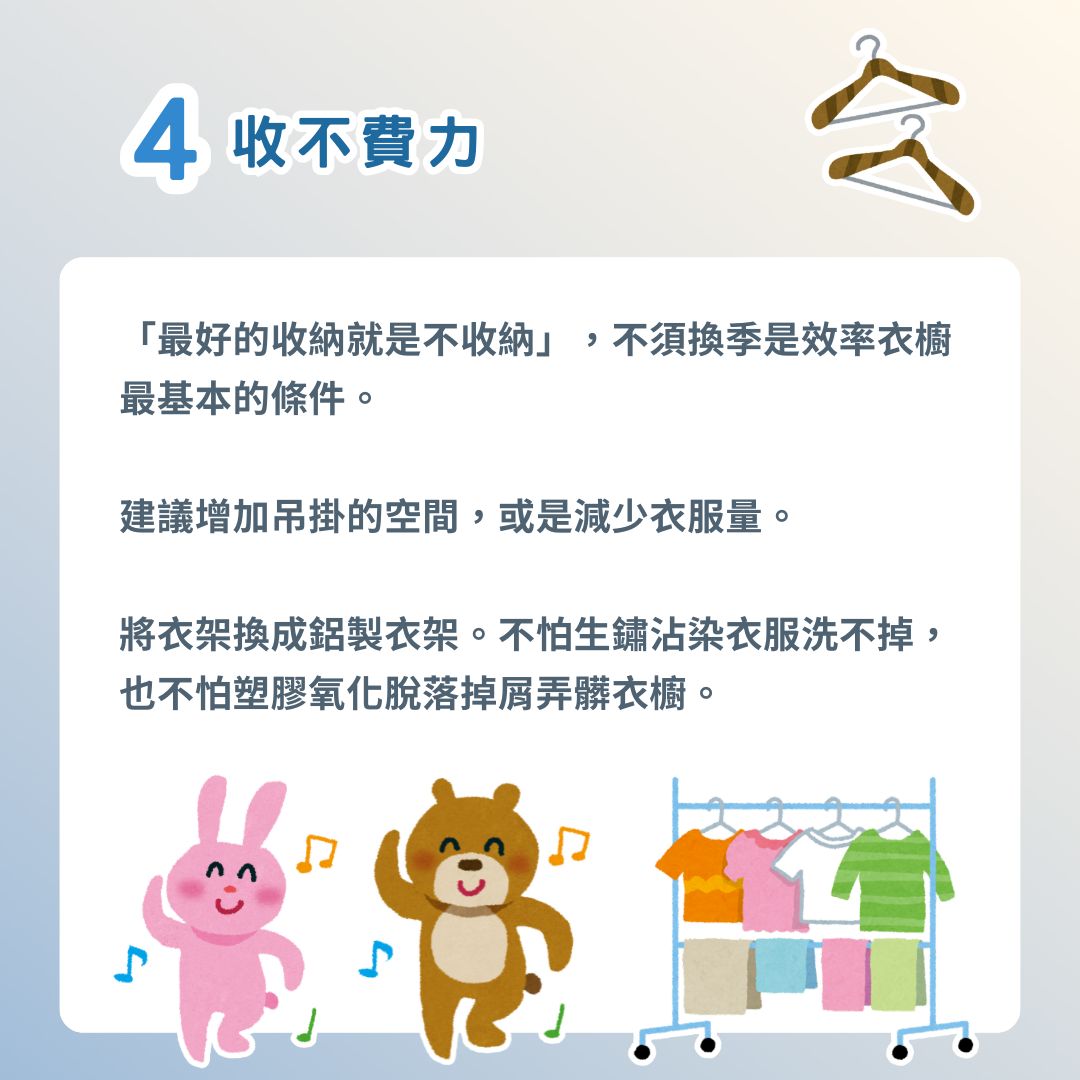 4 收不費力
「最好的收納就是不收納」，不須換季是效率衣櫥
最基本的條件。
建議增加吊掛的空間，或是減少衣服量。
將衣架換成鋁製衣架。不怕生鏽沾染衣服洗不掉，
也不怕塑膠氧化脫落掉屑弄髒衣櫥。